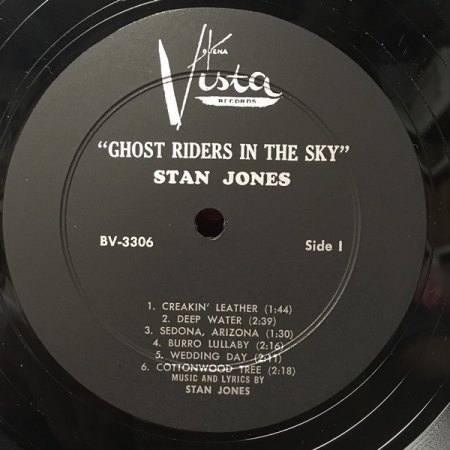 BUENA
Vista
RECORDS
“GHOST RIDERS IN THE SKY”
STAN JONES
BV-3306 Side I
1. CREAKIN' LEATHER (1:44)
2. DEEP WATER (2:39)
3. SEDONA, ARIZONA (1:30)
4. BURRO LULLABY (2:16)
5. WEDDING DAY (2:11)
6. COTTONWOOD TREE (2:18)
MUSIC AND LYRICS BY
STAN JONES